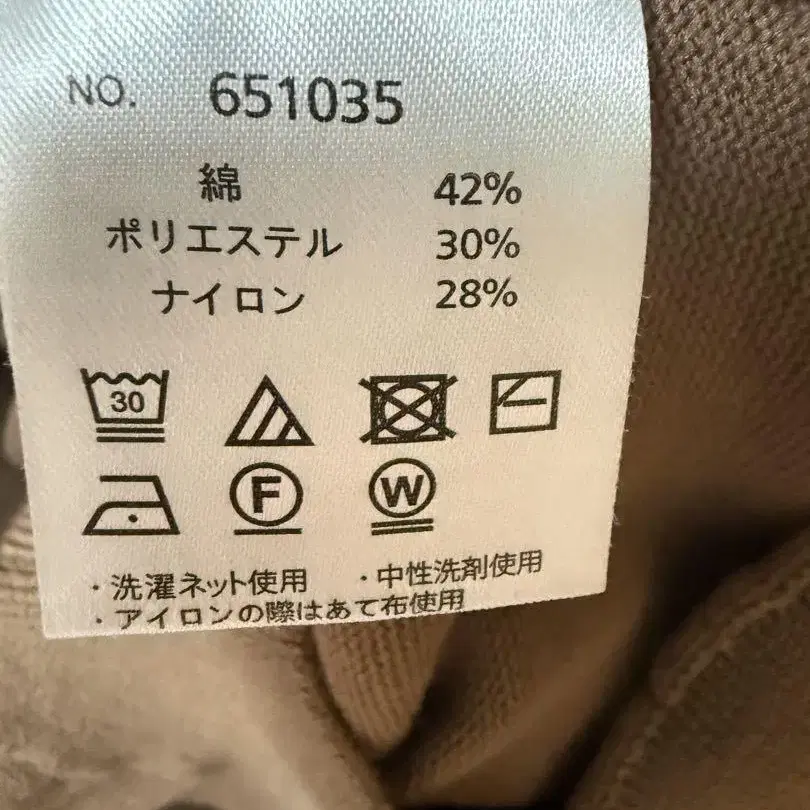 NO. 651035
綿 42%
ポリエステル 30%
ナイロン 28%
30
F W
・洗濯ネット使用 ・中性洗剤使用
・アイロンの際はあて布使用